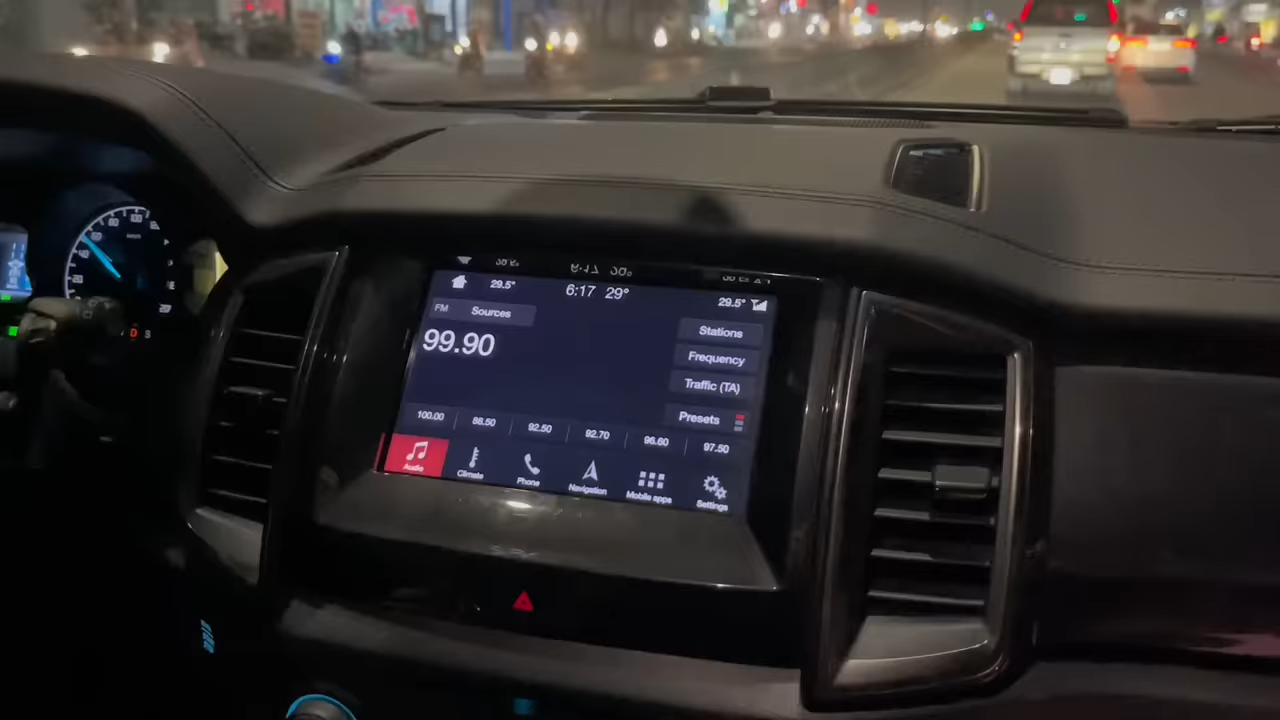 29.5°
6:17 29°
29.5°
FM
Sources
99.90
Stations
Frequency
Traffic (TA)
Presets
100.00
88.50
92.50
92.70
96.60
97.50
Audio
Climate
Phone
Navigation
Mobile apps
Settings
D S